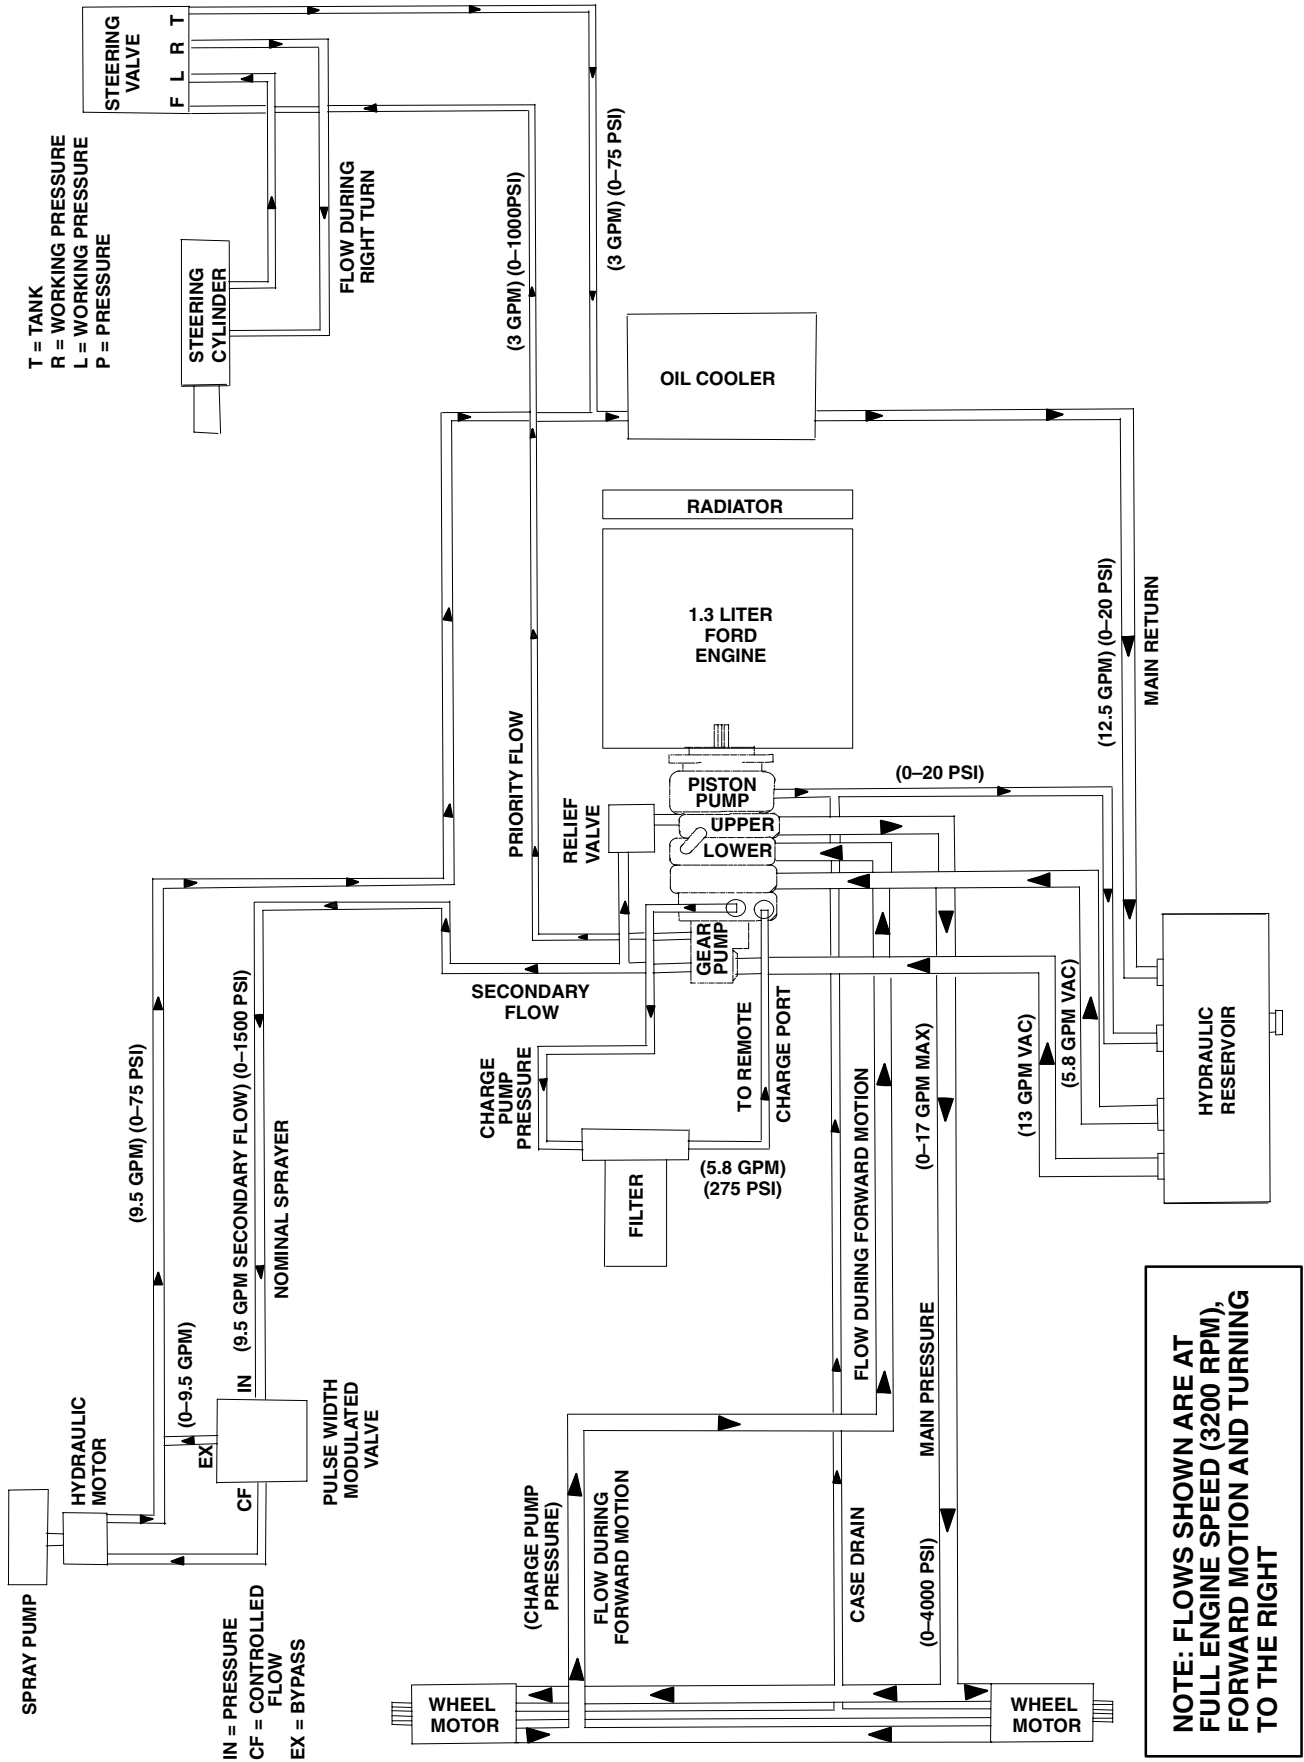 STEERING
VALVE
F L R T
T = TANK
R = WORKING PRESSURE
L = WORKING PRESSURE
P = PRESSURE
STEERING
CYLINDER
FLOW DURING
RIGHT TURN
(3 GPM) (0–1000PSI)
(3 GPM) (0–75 PSI)
OIL COOLER
RADIATOR
1.3 LITER
FORD
ENGINE
PRIORITY FLOW
RELIEF
VALVE
PISTON
PUMP
UPPER
LOWER
GEAR
PUMP
(0–20 PSI)
(12.5 GPM) (0–20 PSI)
MAIN RETURN
SECONDARY
FLOW
CHARGE
PUMP
PRESSURE
TO REMOTE
CHARGE PORT
FILTER
(5.8 GPM)
(275 PSI)
(13 GPM VAC)
(5.8 GPM VAC)
HYDRAULIC
RESERVOIR
(9.5 GPM) (0–75 PSI)
(9.5 GPM SECONDARY FLOW) (0–1500 PSI)
NOMINAL SPRAYER
(0–9.5 GPM)
IN
EX
CF
PULSE WIDTH
MODULATED
VALVE
HYDRAULIC
MOTOR
SPRAY PUMP
IN = PRESSURE
CF = CONTROLLED
FLOW
EX = BYPASS
(CHARGE PUMP
PRESSURE)
FLOW DURING
FORWARD MOTION
CASE DRAIN
FLOW DURING FORWARD MOTION
(0–17 GPM MAX)
MAIN PRESSURE
(0–4000 PSI)
WHEEL
MOTOR
WHEEL
MOTOR
NOTE: FLOWS SHOWN ARE AT
FULL ENGINE SPEED (3200 RPM),
FORWARD MOTION AND TURNING
TO THE RIGHT